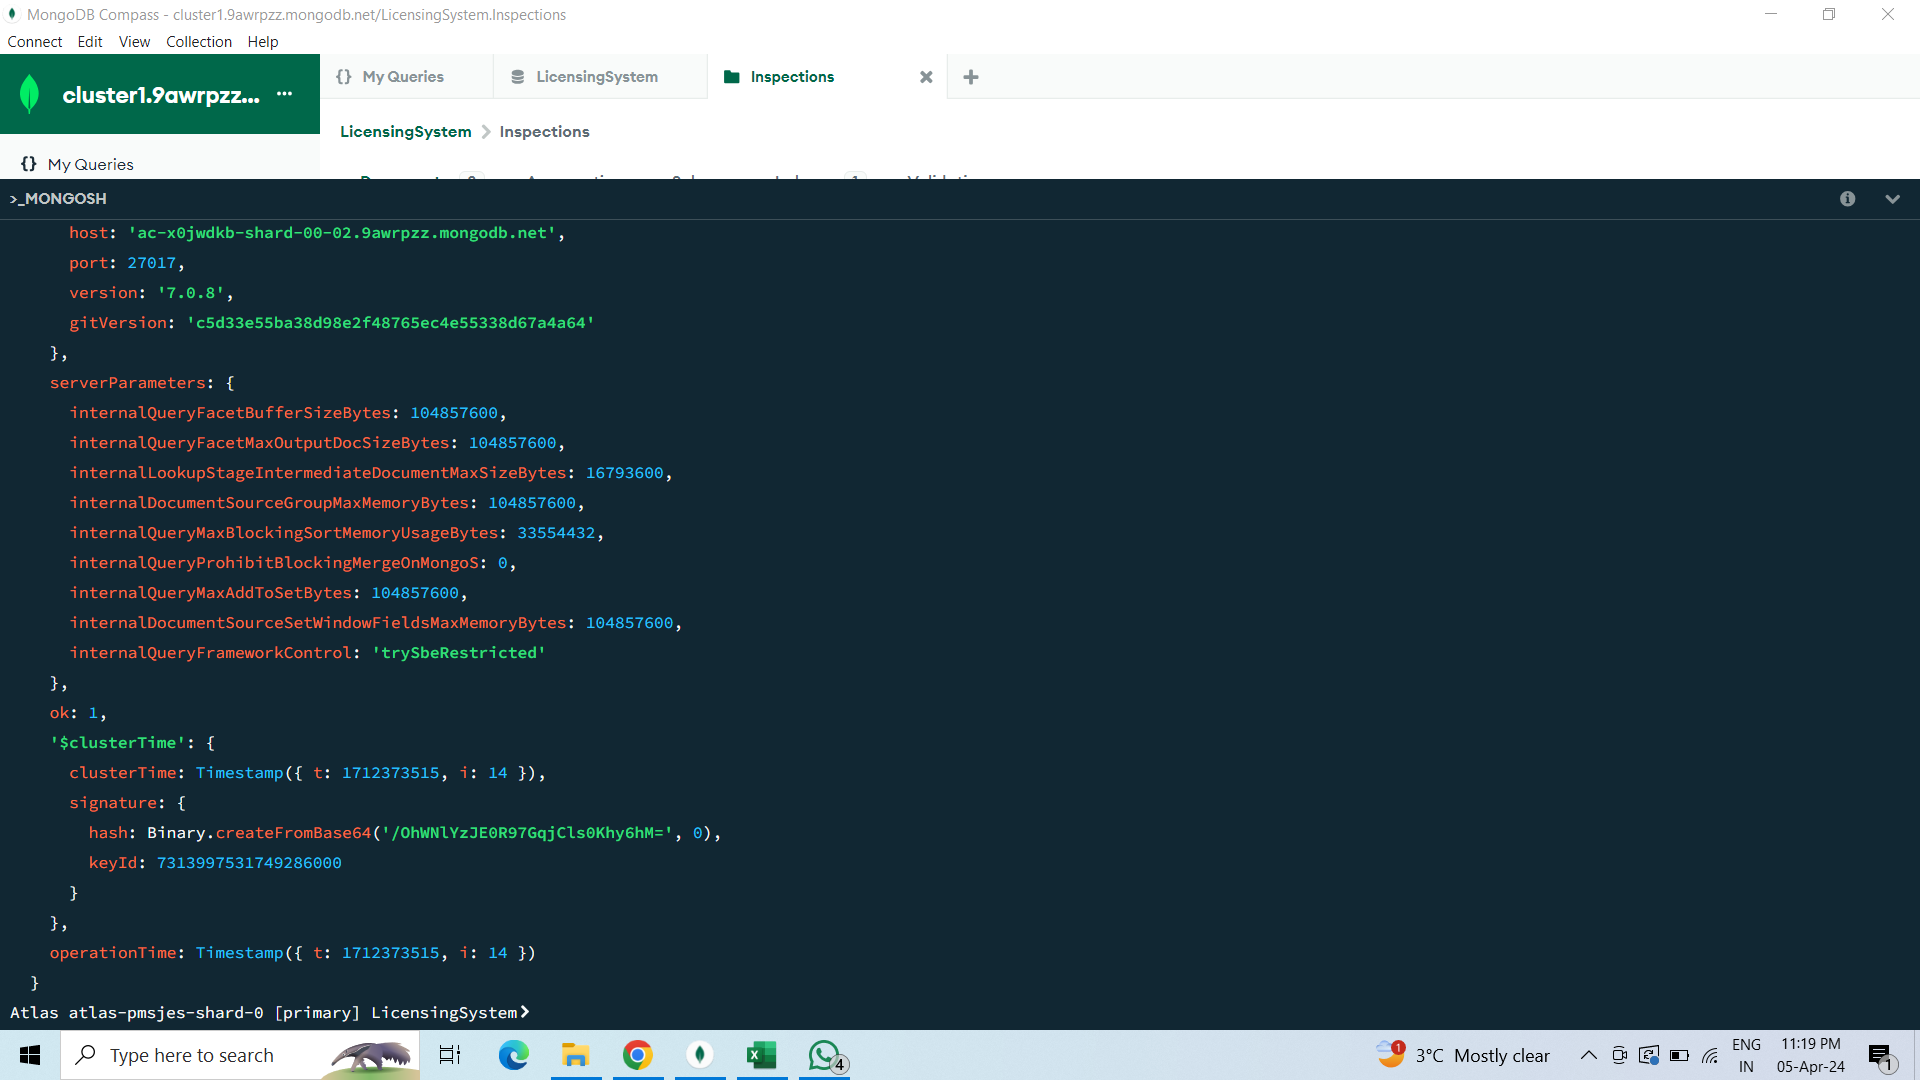 MongoDB Compass - cluster1.9awrpzz.mongodb.net/LicensingSystem.Inspections
Connect Edit View Collection Help
cluster1.9awrpzz... ···
{} My Queries
LicensingSystem
Inspections
LicensingSystem > Inspections
{} My Queries
>_MONGOSH
host: 'ac-x0jwdkb-shard-00-02.9awrpzz.mongodb.net',
port: 27017,
version: '7.0.8',
gitVersion: 'c5d33e55ba38d98e2f48765ec4e55338d67a4a64'
},
serverParameters: {
internalQueryFacetBufferSizeBytes: 104857600,
internalQueryFacetMaxOutputDocSizeBytes: 104857600,
internalLookupStageIntermediateDocumentMaxSizeBytes: 16793600,
internalDocumentSourceGroupMaxMemoryBytes: 104857600,
internalQueryMaxBlockingSortMemoryUsageBytes: 33554432,
internalQueryProhibitBlockingMergeOnMongoS: 0,
internalQueryMaxAddToSetBytes: 104857600,
internalDocumentSourceSetWindowFieldsMaxMemoryBytes: 104857600,
internalQueryFrameworkControl: 'trySbeRestricted'
},
ok: 1,
'$clusterTime': {
clusterTime: Timestamp({ t: 1712373515, i: 14 }),
signature: {
hash: Binary.createFromBase64('/OhWNlYzJE0R97GqjCls0Khy6hM=', 0),
keyId: 7313997531749286000
}
},
operationTime: Timestamp({ t: 1712373515, i: 14 })
}
Atlas atlas-pmsjes-shard-0 [primary] LicensingSystem>
Type here to search
4
1
3°C Mostly clear
ENG
IN
11:19 PM
05-Apr-24
1